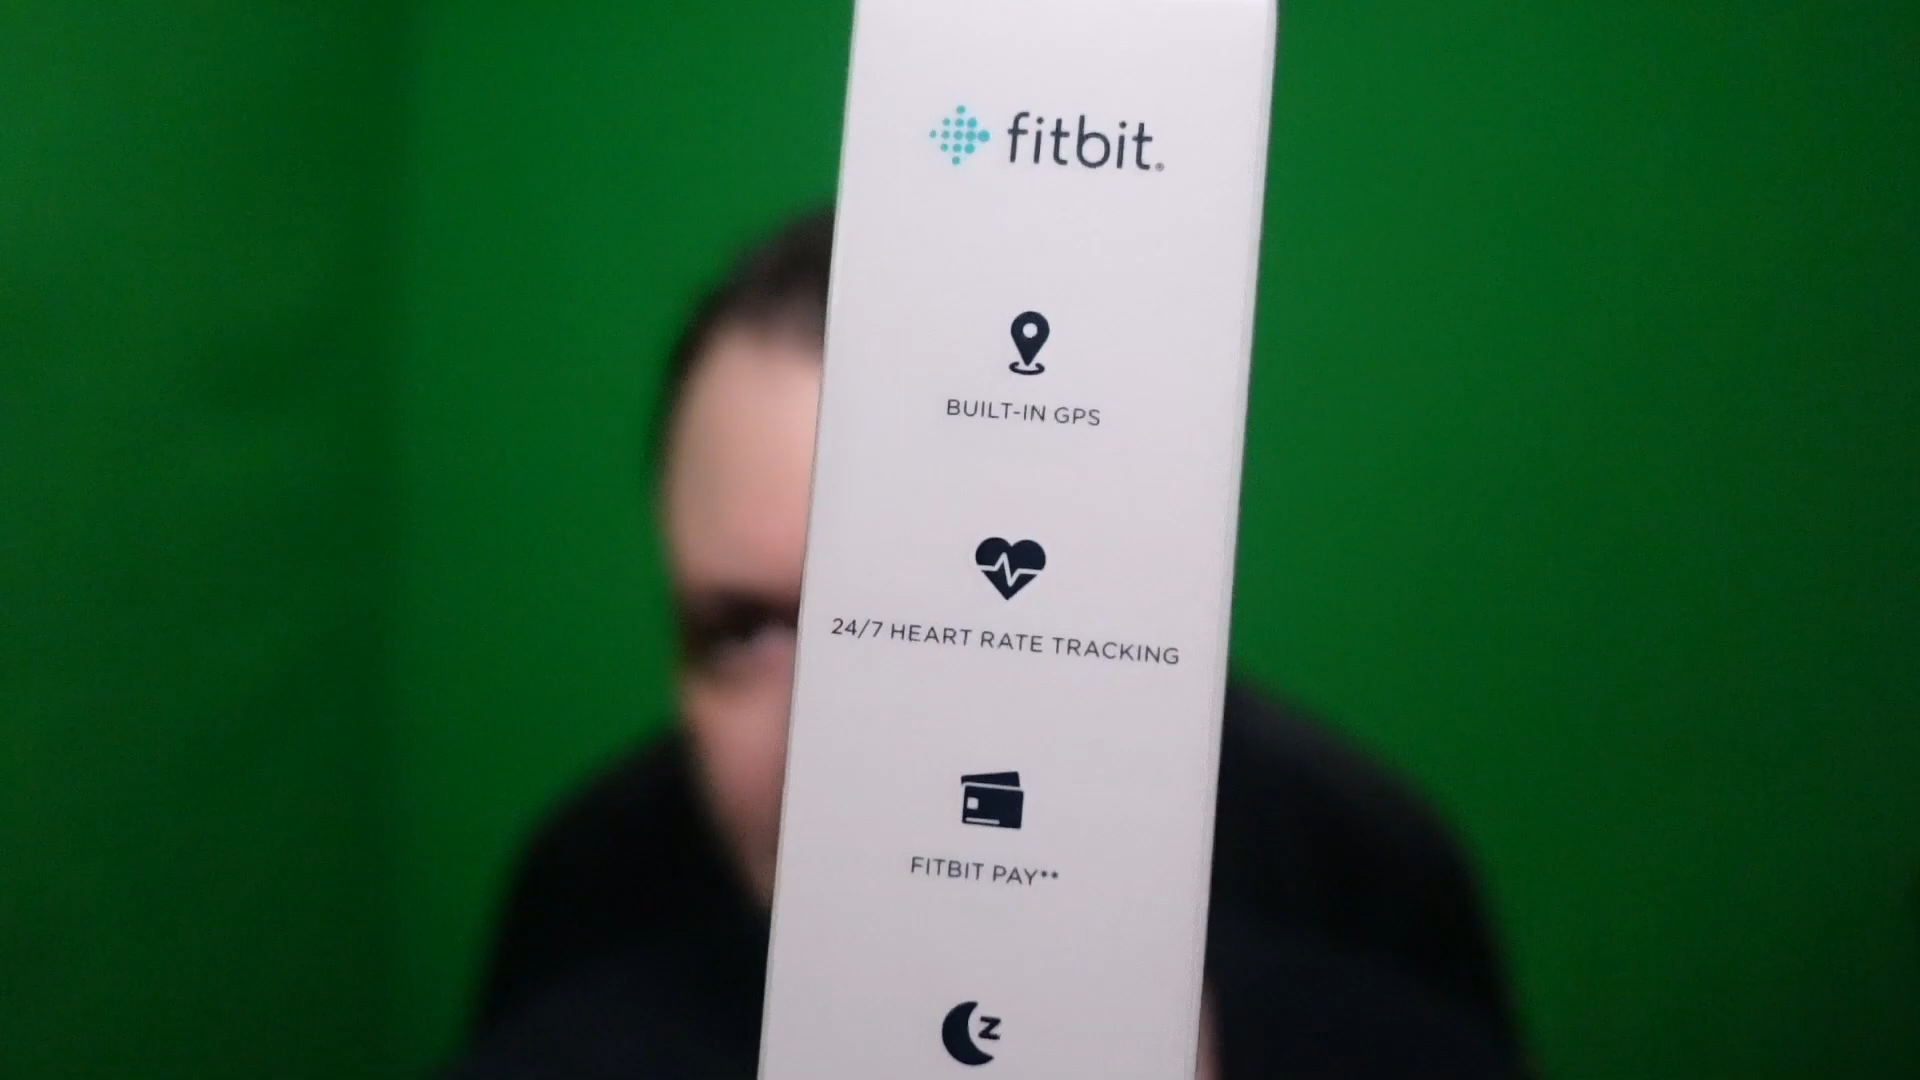 fitbit®
BUILT-IN GPS
24/7 HEART RATE TRACKING
FITBIT PAY**
Z